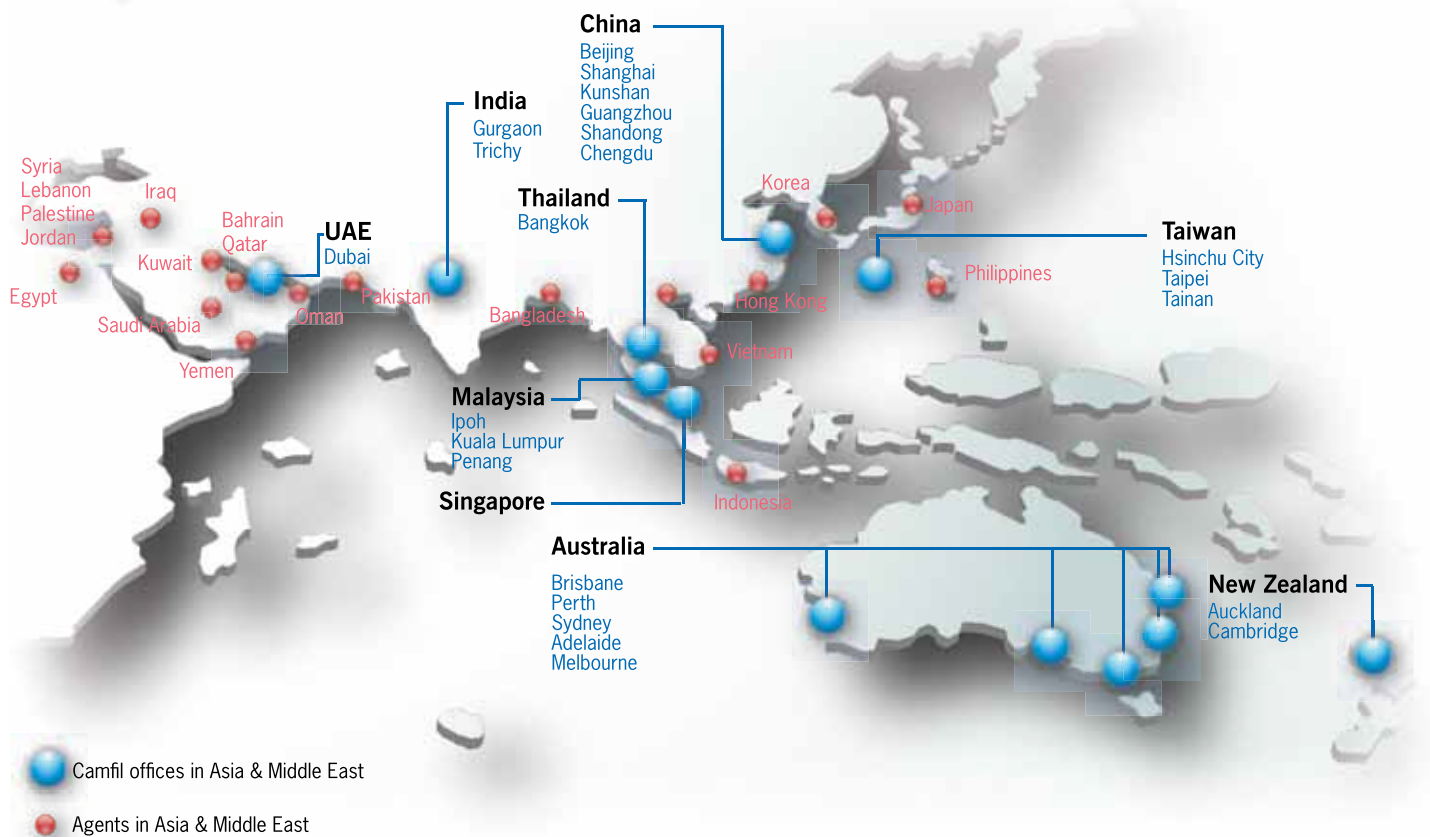 China
Beijing
Shanghai
Kunshan
Guangzhou
Shandong
Chengdu
India
Gurgaon
Trichy
Thailand
Bangkok
Syria
Lebanon
Palestine
Jordan
Iraq
Bahrain
Qatar
Kuwait
UAE
Dubai
Egypt
Saudi Arabia
Yemen
Oman
Pakistan
Bangladesh
Korea
Japan
Hong Kong
Vietnam
Taiwan
Hsinchu City
Taipei
Tainan
Philippines
Malaysia
Ipoh
Kuala Lumpur
Penang
Singapore
Indonesia
Australia
Brisbane
Perth
Sydney
Adelaide
Melbourne
New Zealand
Auckland
Cambridge
Camfil offices in Asia & Middle East
Agents in Asia & Middle East